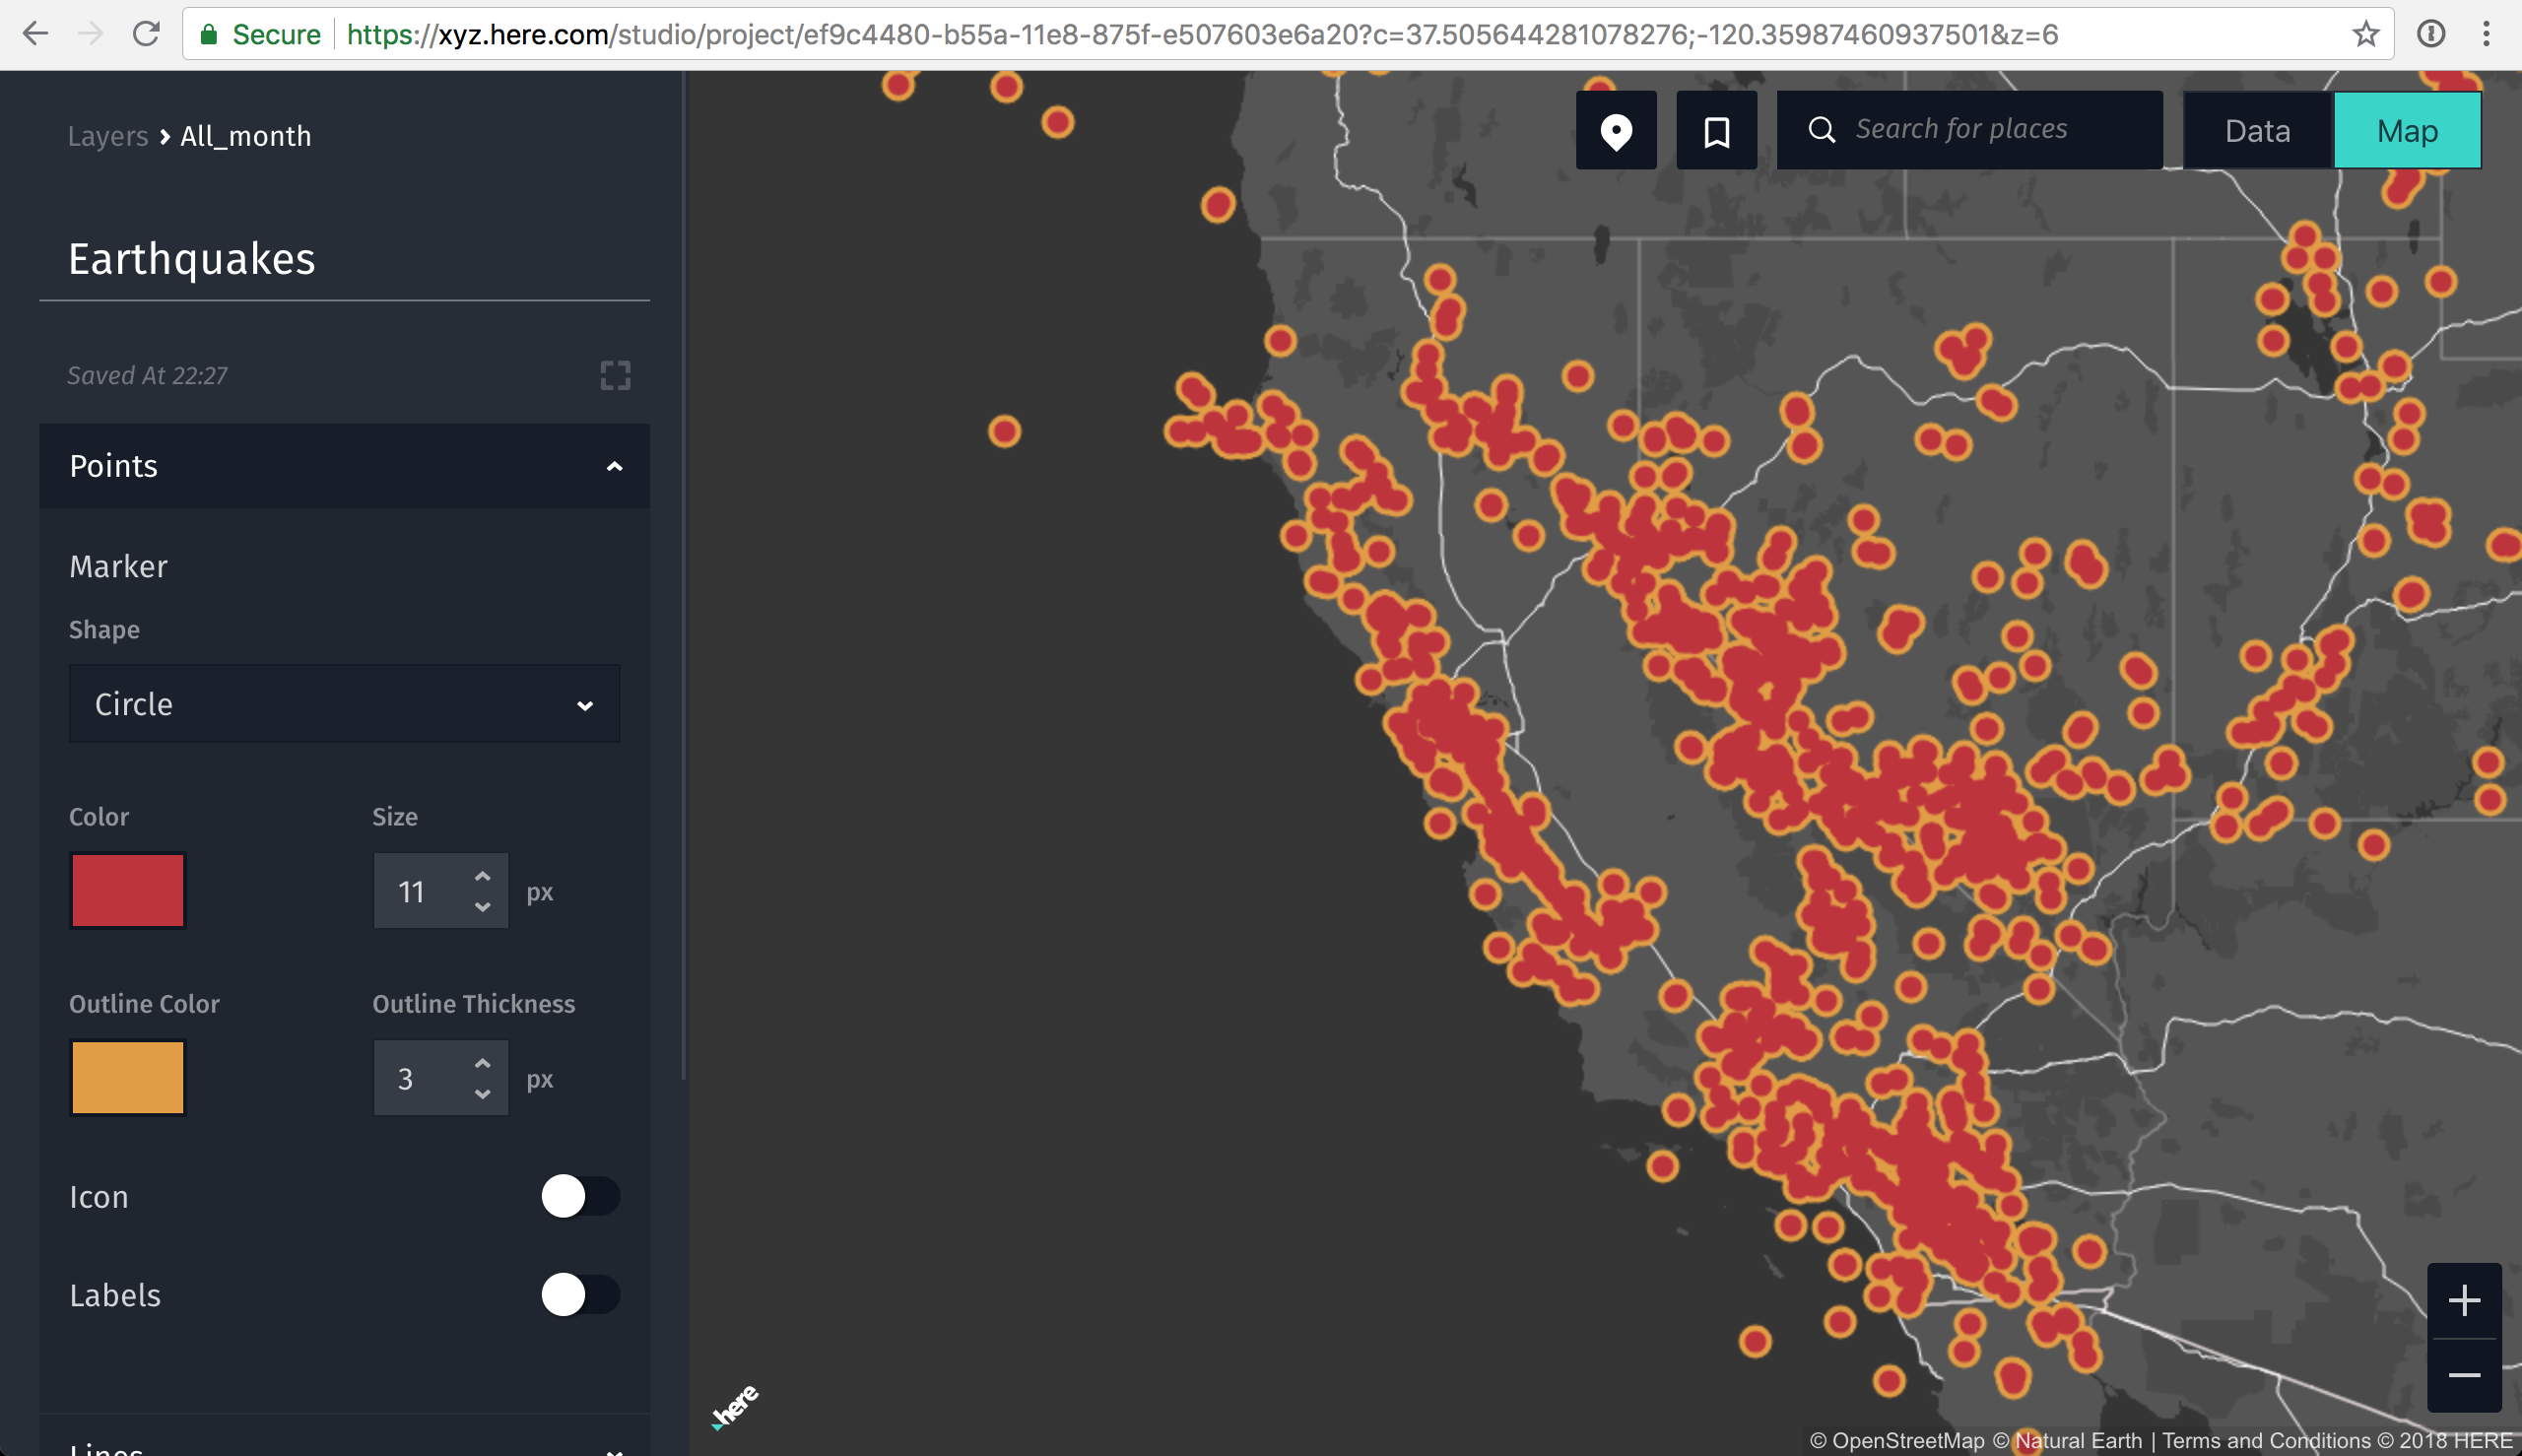 Secure https://xyz.here.com/studio/project/ef9c4480-b55a-11e8-875f-e507603e6a20?c=37.505644281078276;-120.35987460937501&z=6
Layers All_month
Search for places
Data
Map
Earthquakes
Saved At 22:27
Points
Marker
Shape
Circle
Color Size
11 px
Outline Color Outline Thickness
3 px
Icon
Labels
Lines
here
© OpenStreetMap © Natural Earth | Terms and Conditions © 2018 HERE